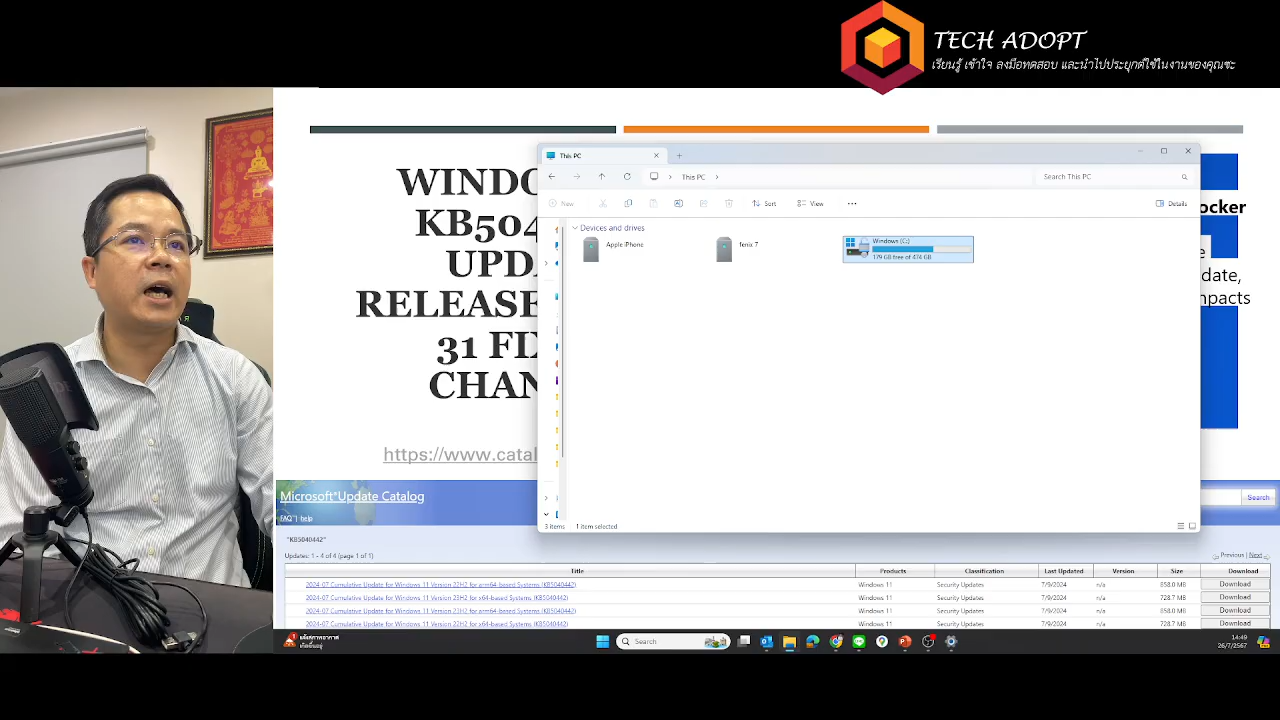 TECH ADOPT
เรียนรู้ เข้าใจ ลงมือทดสอบ และนำไปประยุกต์ใช้ในงานของคุณซะ
WINDO
KB504
UPDA
RELEASE
31 FI
CHAN
https://www.catal
ocker
e
date,
mpacts
This PC
This PC
Search This PC
New
Sort
View
Details
Devices and drives
Apple iPhone
fenix 7
Windows (C:)
179 GB free of 474 GB
3 items
1 item selected
Microsoft®Update Catalog
FAQ | help
Search
"KB5040442"
Updates: 1 - 4 of 4 (page 1 of 1)
Previous | Next
Title Products Classification Last Updated Version Size Download
2024-07 Cumulative Update for Windows 11 Version 22H2 for arm64-based Systems (KB5040442) Windows 11 Security Updates 7/9/2024 n/a 858.0 MB Download
2024-07 Cumulative Update for Windows 11 Version 23H2 for x64-based Systems (KB5040442) Windows 11 Security Updates 7/9/2024 n/a 728.7 MB Download
2024-07 Cumulative Update for Windows 11 Version 23H2 for arm64-based Systems (KB5040442) Windows 11 Security Updates 7/9/2024 n/a 858.0 MB Download
2024-07 Cumulative Update for Windows 11 Version 22H2 for x64-based Systems (KB5040442) Windows 11 Security Updates 7/9/2024 n/a 728.7 MB Download
Search
14:49
26/7/2567